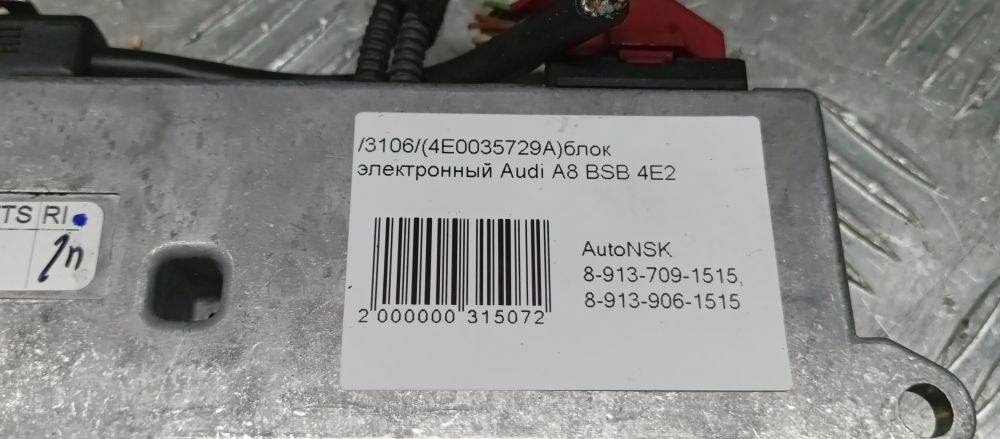 /3106/(4E0035729A)блок
электронный Audi A8 BSB 4E2
TS RI
AutoNSK
8-913-709-1515,
8-913-906-1515
2 000000 315072